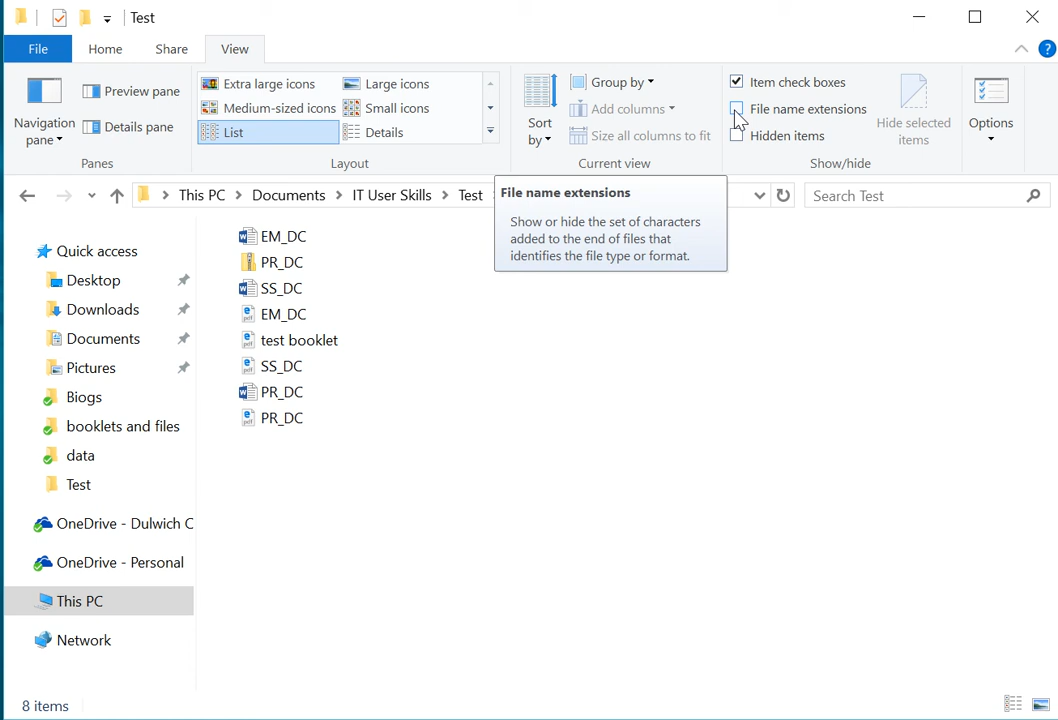 Test
File Home Share View
Navigation pane
Preview pane
Details pane
Panes
Extra large icons
Large icons
Medium-sized icons
Small icons
List
Details
Layout
Sort by
Group by
Add columns
Size all columns to fit
Current view
Item check boxes
File name extensions
Hidden items
Hide selected items
Show/hide
Options
This PC > Documents > IT User Skills > Test
Search Test
File name extensions
Show or hide the set of characters
added to the end of files that
identifies the file type or format.
Quick access
Desktop
Downloads
Documents
Pictures
Biogs
booklets and files
data
Test
OneDrive - Dulwich C
OneDrive - Personal
This PC
Network
EM_DC
PR_DC
SS_DC
EM_DC
test booklet
SS_DC
PR_DC
PR_DC
8 items